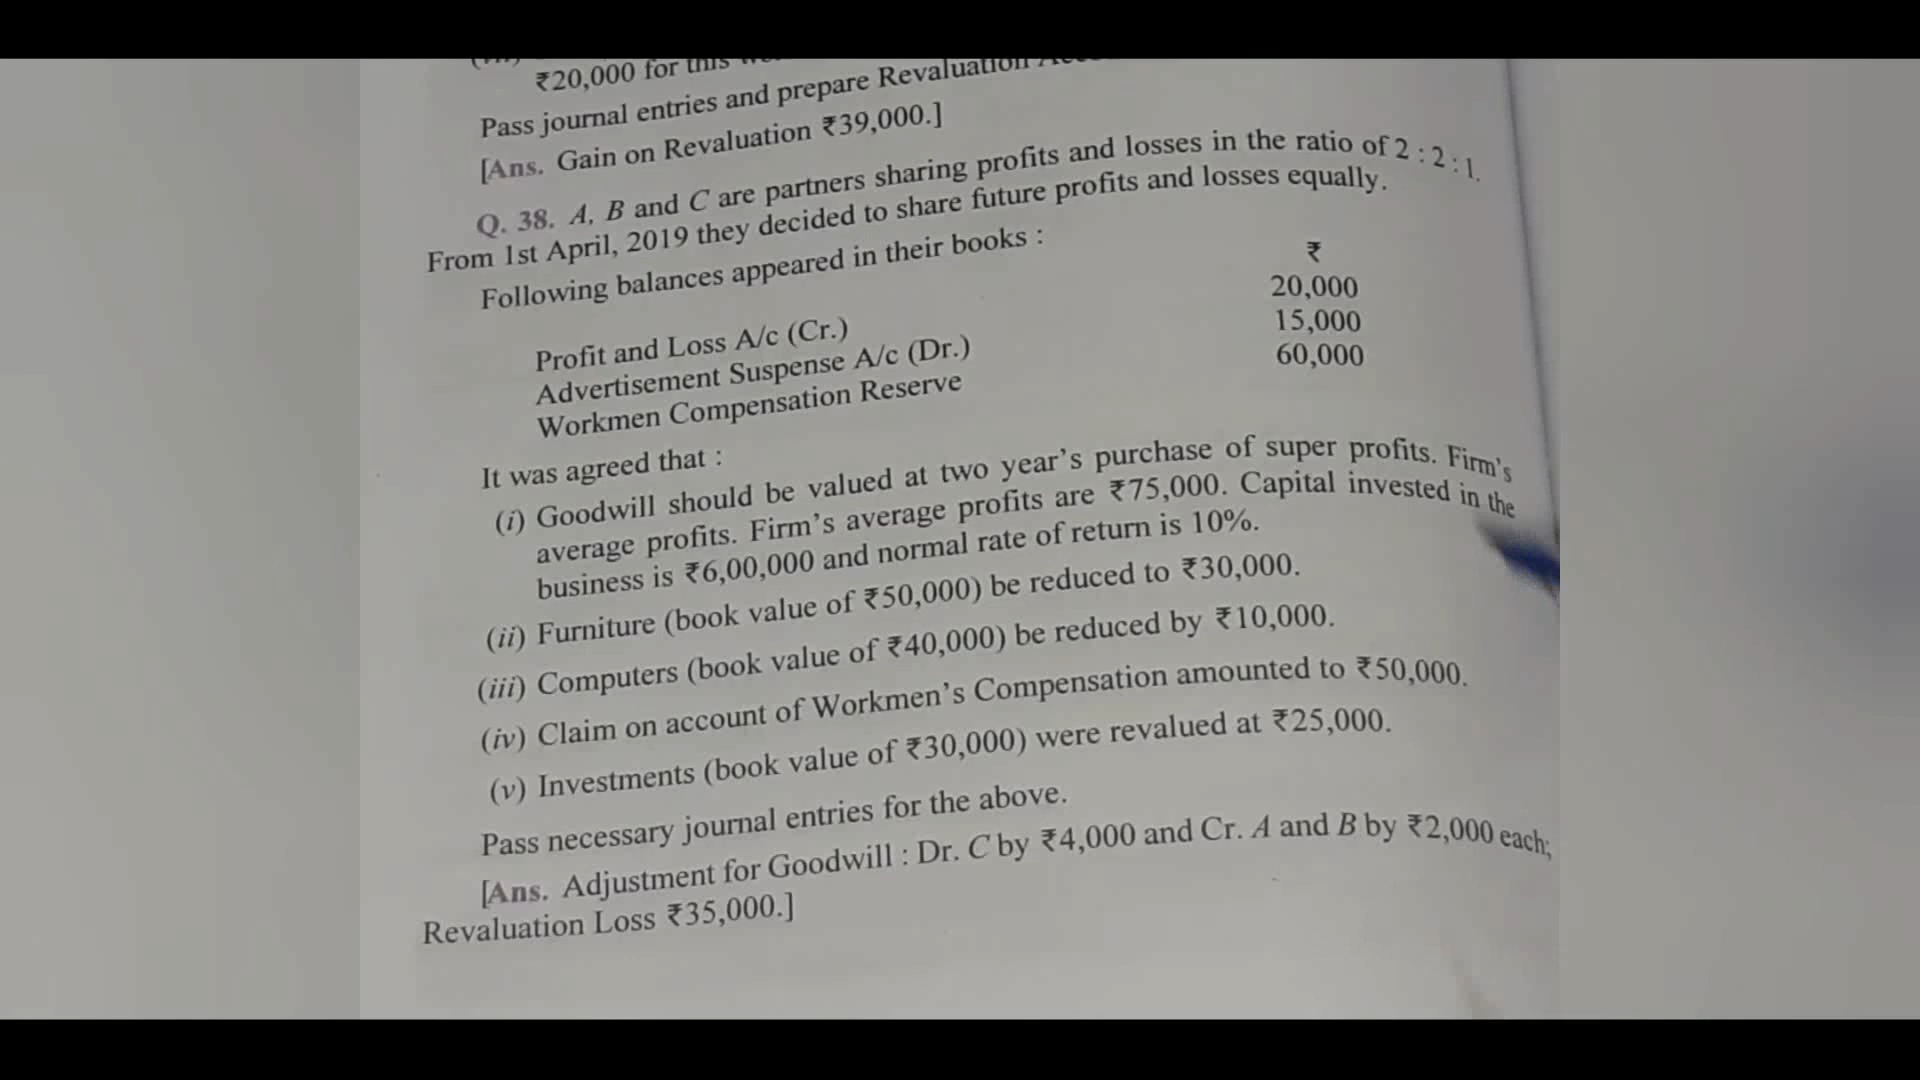 ₹20,000 for this
Pass journal entries and prepare Revaluation
[Ans. Gain on Revaluation ₹39,000.]
Q. 38. A, B and C are partners sharing profits and losses in the ratio of 2 : 2 : 1.
From 1st April, 2019 they decided to share future profits and losses equally.
Following balances appeared in their books :
₹
Profit and Loss A/c (Cr.) 20,000
Advertisement Suspense A/c (Dr.) 15,000
Workmen Compensation Reserve 60,000
It was agreed that :
(i) Goodwill should be valued at two year's purchase of super profits. Firm's
average profits. Firm's average profits are ₹75,000. Capital invested in the
business is ₹6,00,000 and normal rate of return is 10%.
(ii) Furniture (book value of ₹50,000) be reduced to ₹30,000.
(iii) Computers (book value of ₹40,000) be reduced by ₹10,000.
(iv) Claim on account of Workmen's Compensation amounted to ₹50,000.
(v) Investments (book value of ₹30,000) were revalued at ₹25,000.
Pass necessary journal entries for the above.
[Ans. Adjustment for Goodwill : Dr. C by ₹4,000 and Cr. A and B by ₹2,000 each;
Revaluation Loss ₹35,000.]